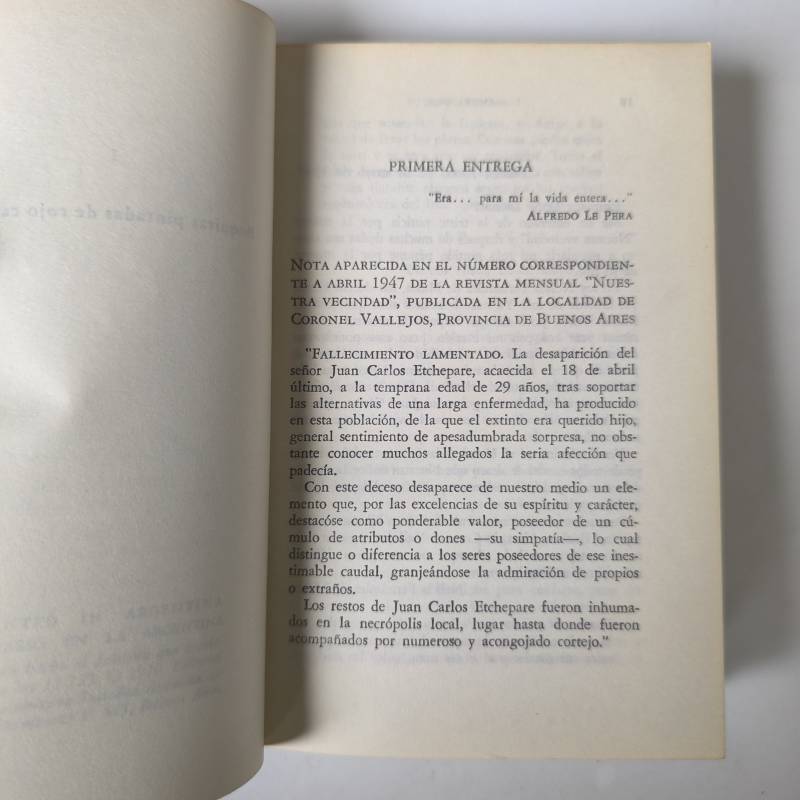 PRIMERA ENTREGA
"Era... para mí la vida entera..."
ALFREDO LE PERA
NOTA APARECIDA EN EL NÚMERO CORRESPONDIEN-
TE A ABRIL 1947 DE LA REVISTA MENSUAL "NUES-
TRA VECINDAD", PUBLICADA EN LA LOCALIDAD DE
CORONEL VALLEJOS, PROVINCIA DE BUENOS AIRES
"FALLECIMIENTO LAMENTADO. La desaparición del
señor Juan Carlos Etchepare, acaecida el 18 de abril
último, a la temprana edad de 29 años, tras soportar
las alternativas de una larga enfermedad, ha producido
en esta población, de la que el extinto era querido hijo,
general sentimiento de apesadumbrada sorpresa, no obs-
tante conocer muchos allegados la seria afección que
padecía.
Con este deceso desaparece de nuestro medio un ele-
mento que, por las excelencias de su espíritu y carácter,
destacóse como ponderable valor, poseedor de un cú-
mulo de atributos o dones —su simpatía—, lo cual
distingue o diferencia a los seres poseedores de ese ines-
timable caudal, granjeándose la admiración de propios
o extraños.
Los restos de Juan Carlos Etchepare fueron inhuma-
dos en la necrópolis local, lugar hasta donde fueron
acompañados por numeroso y acongojado cortejo."